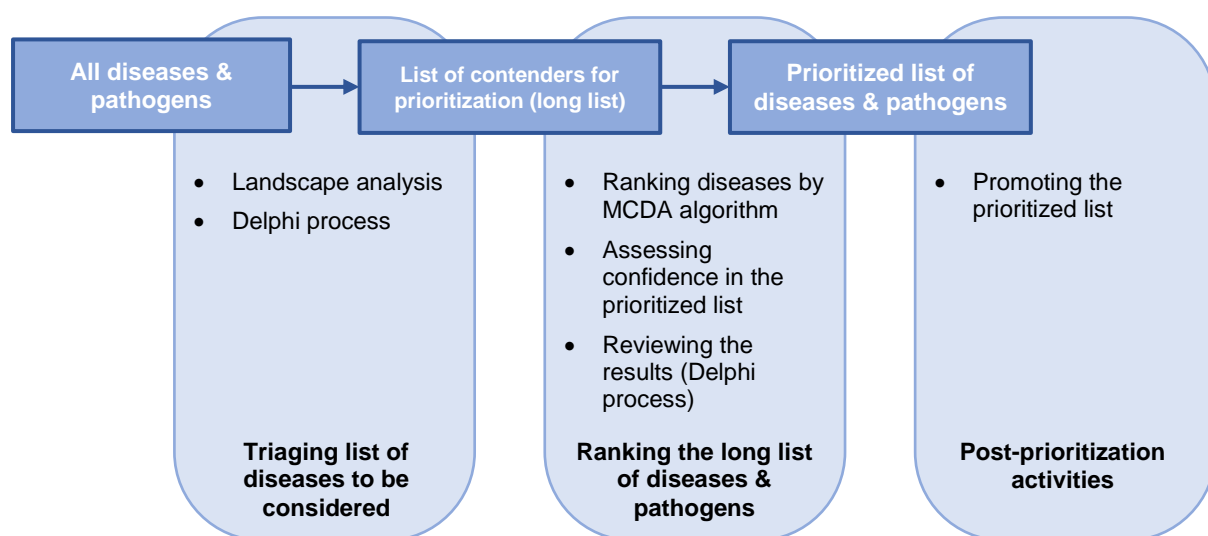 All diseases &
pathogens
List of contenders for
prioritization (long list)
Prioritized list of
diseases & pathogens
• Landscape analysis
• Delphi process
Triaging list of
diseases to be
considered
• Ranking diseases by
MCDA algorithm
• Assessing
confidence in the
prioritized list
• Reviewing the
results (Delphi
process)
Ranking the long list
of diseases &
pathogens
• Promoting the
prioritized list
Post-prioritization
activities